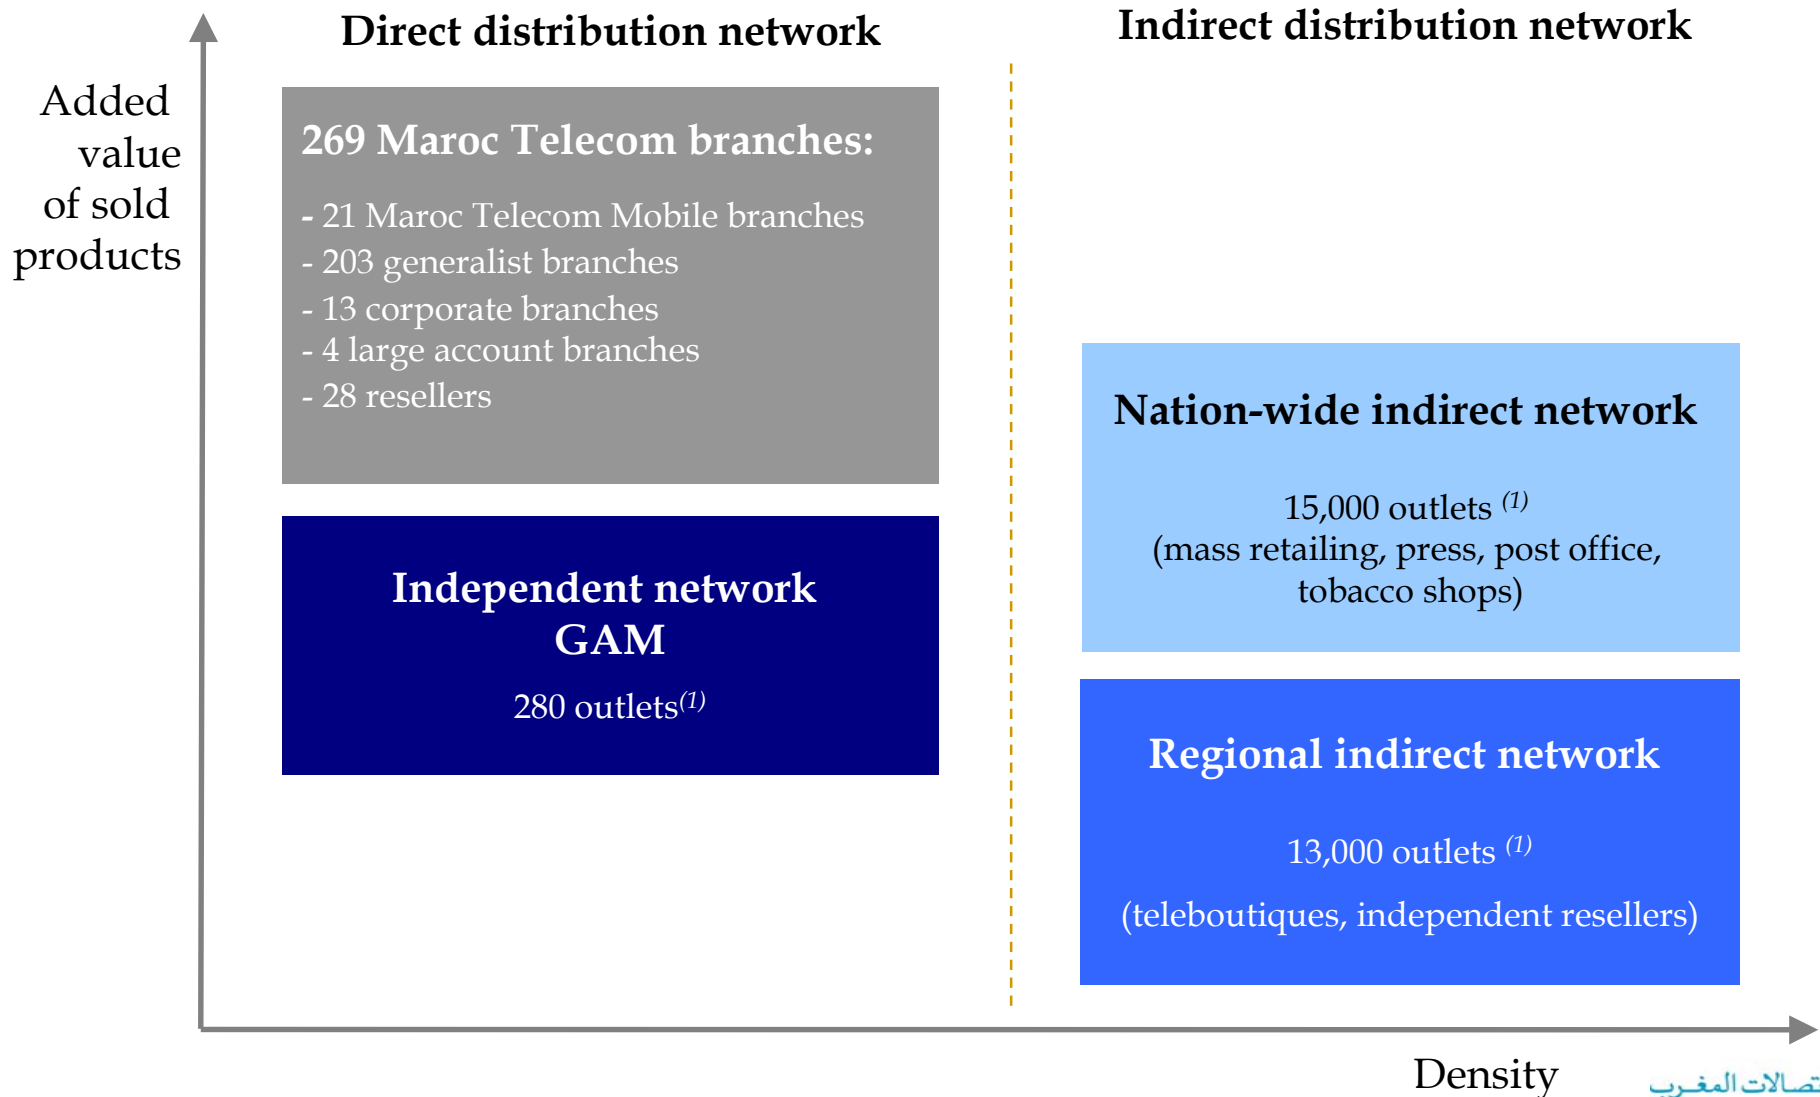 Direct distribution network
Indirect distribution network
Added
value
of sold
products
269 Maroc Telecom branches:
- 21 Maroc Telecom Mobile branches
- 203 generalist branches
- 13 corporate branches
- 4 large account branches
- 28 resellers
Independent network
GAM
280 outlets(1)
Nation-wide indirect network
15,000 outlets (1)
(mass retailing, press, post office,
tobacco shops)
Regional indirect network
13,000 outlets (1)
(teleboutiques, independent resellers)
Density
تصالات المغرب